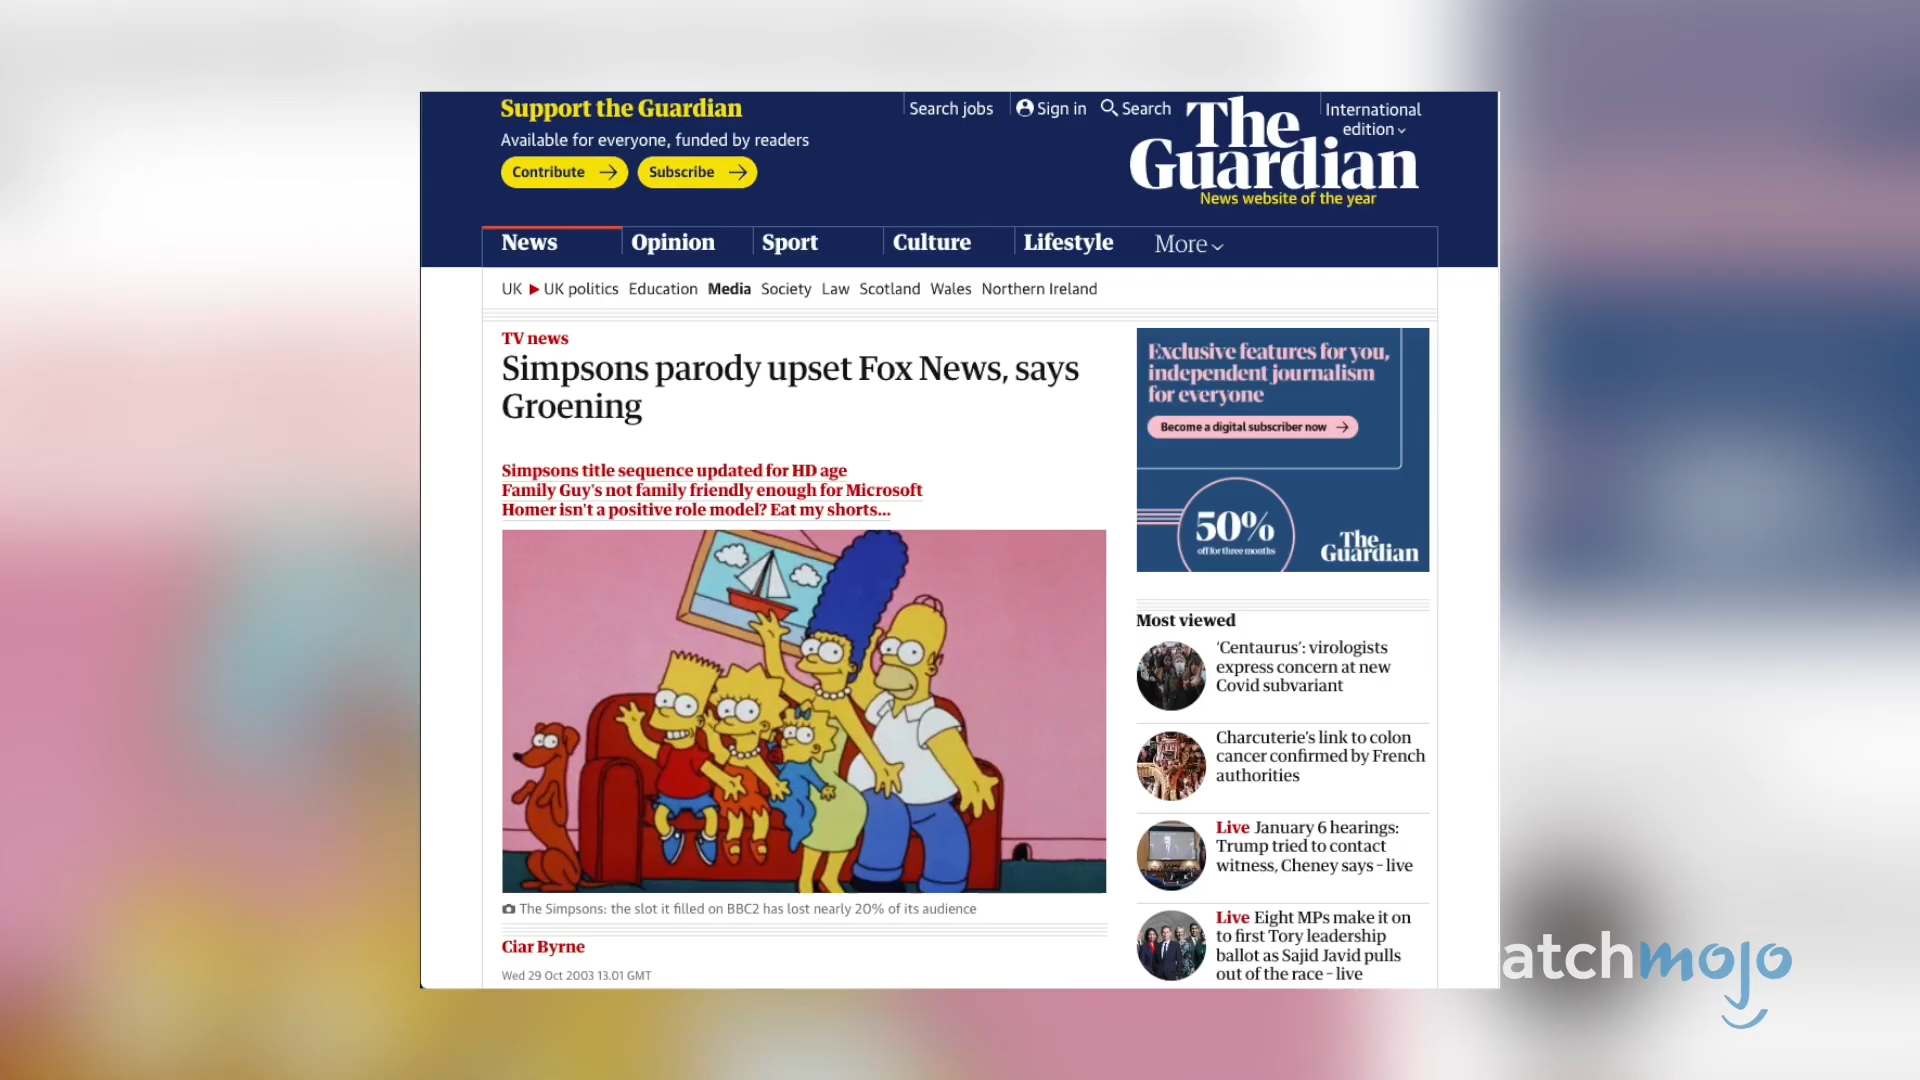 Support the Guardian
Available for everyone, funded by readers
Contribute
Subscribe
Search jobs
Sign in
Search
International
edition
The
Guardian
News website of the year
News
Opinion
Sport
Culture
Lifestyle
More
UK UK politics Education Media Society Law Scotland Wales Northern Ireland
TV news
Simpsons parody upset Fox News, says
Groening
Simpsons title sequence updated for HD age
Family Guy's not family friendly enough for Microsoft
Homer isn't a positive role model? Eat my shorts...
The Simpsons: the slot it filled on BBC2 has lost nearly 20% of its audience
Ciar Byrne
Wed 29 Oct 2003 13.01 GMT
Exclusive features for you,
independent journalism
for everyone
Become a digital subscriber now
50%
off for three months
The
Guardian
Most viewed
‘Centaurus’: virologists
express concern at new
Covid subvariant
Charcuterie’s link to colon
cancer confirmed by French
authorities
Live January 6 hearings:
Trump tried to contact
witness, Cheney says – live
Live Eight MPs make it on
to first Tory leadership
ballot as Sajid Javid pulls
out of the race – live
atchmojo